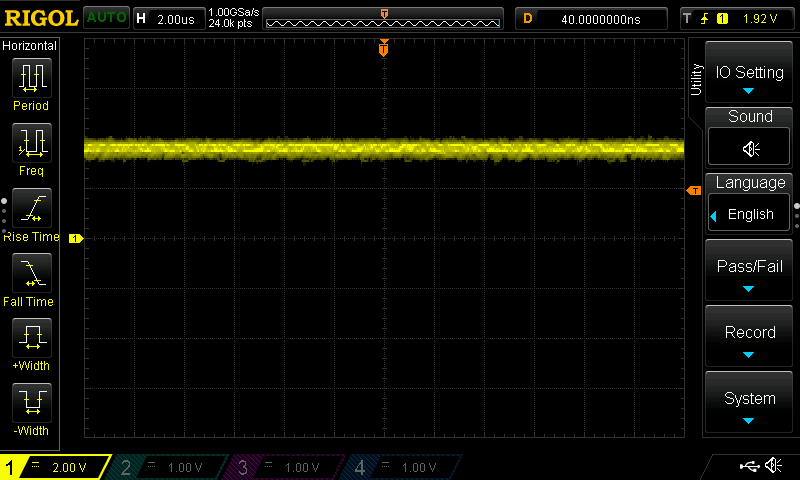 RIGOL AUTO H 2.00us 1.00GSa/s 24.0k pts T D 40.0000000ns T 1 1.92 V
Horizontal
Period
Freq
Rise Time
Fall Time
+Width
-Width
T
T
1
Utility
IO Setting
Sound
Language
English
Pass/Fail
Record
System
1 2.00 V 2 1.00 V 3 1.00 V 4 1.00 V